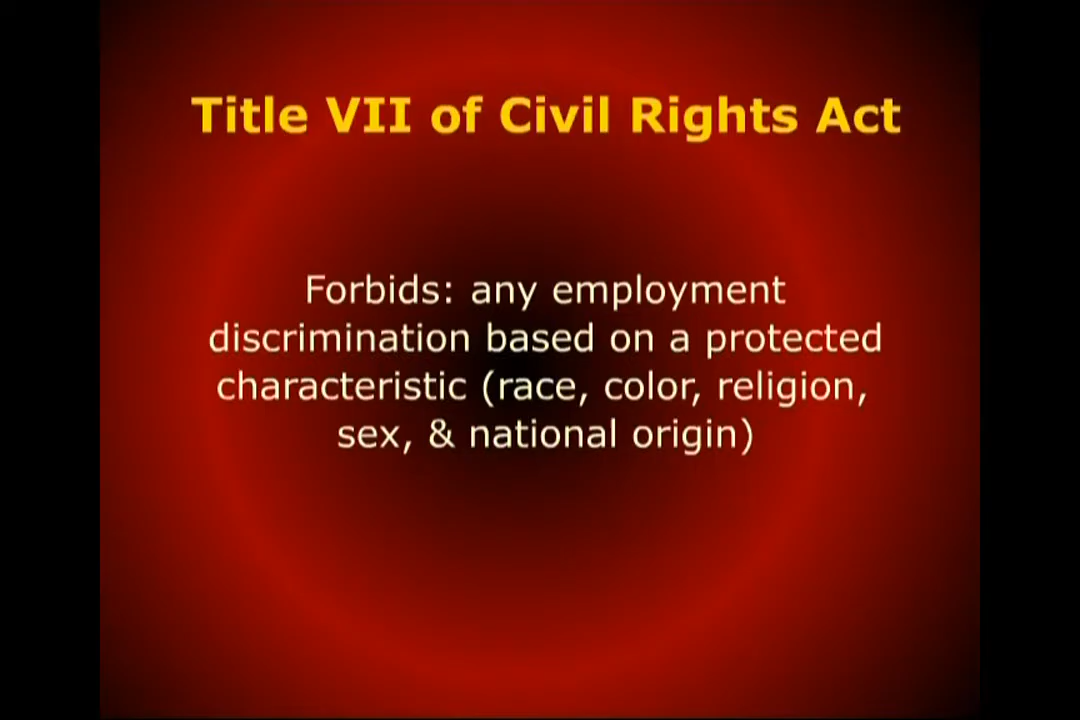 Title VII of Civil Rights Act
Forbids: any employment
discrimination based on a protected
characteristic (race, color, religion,
sex, & national origin)